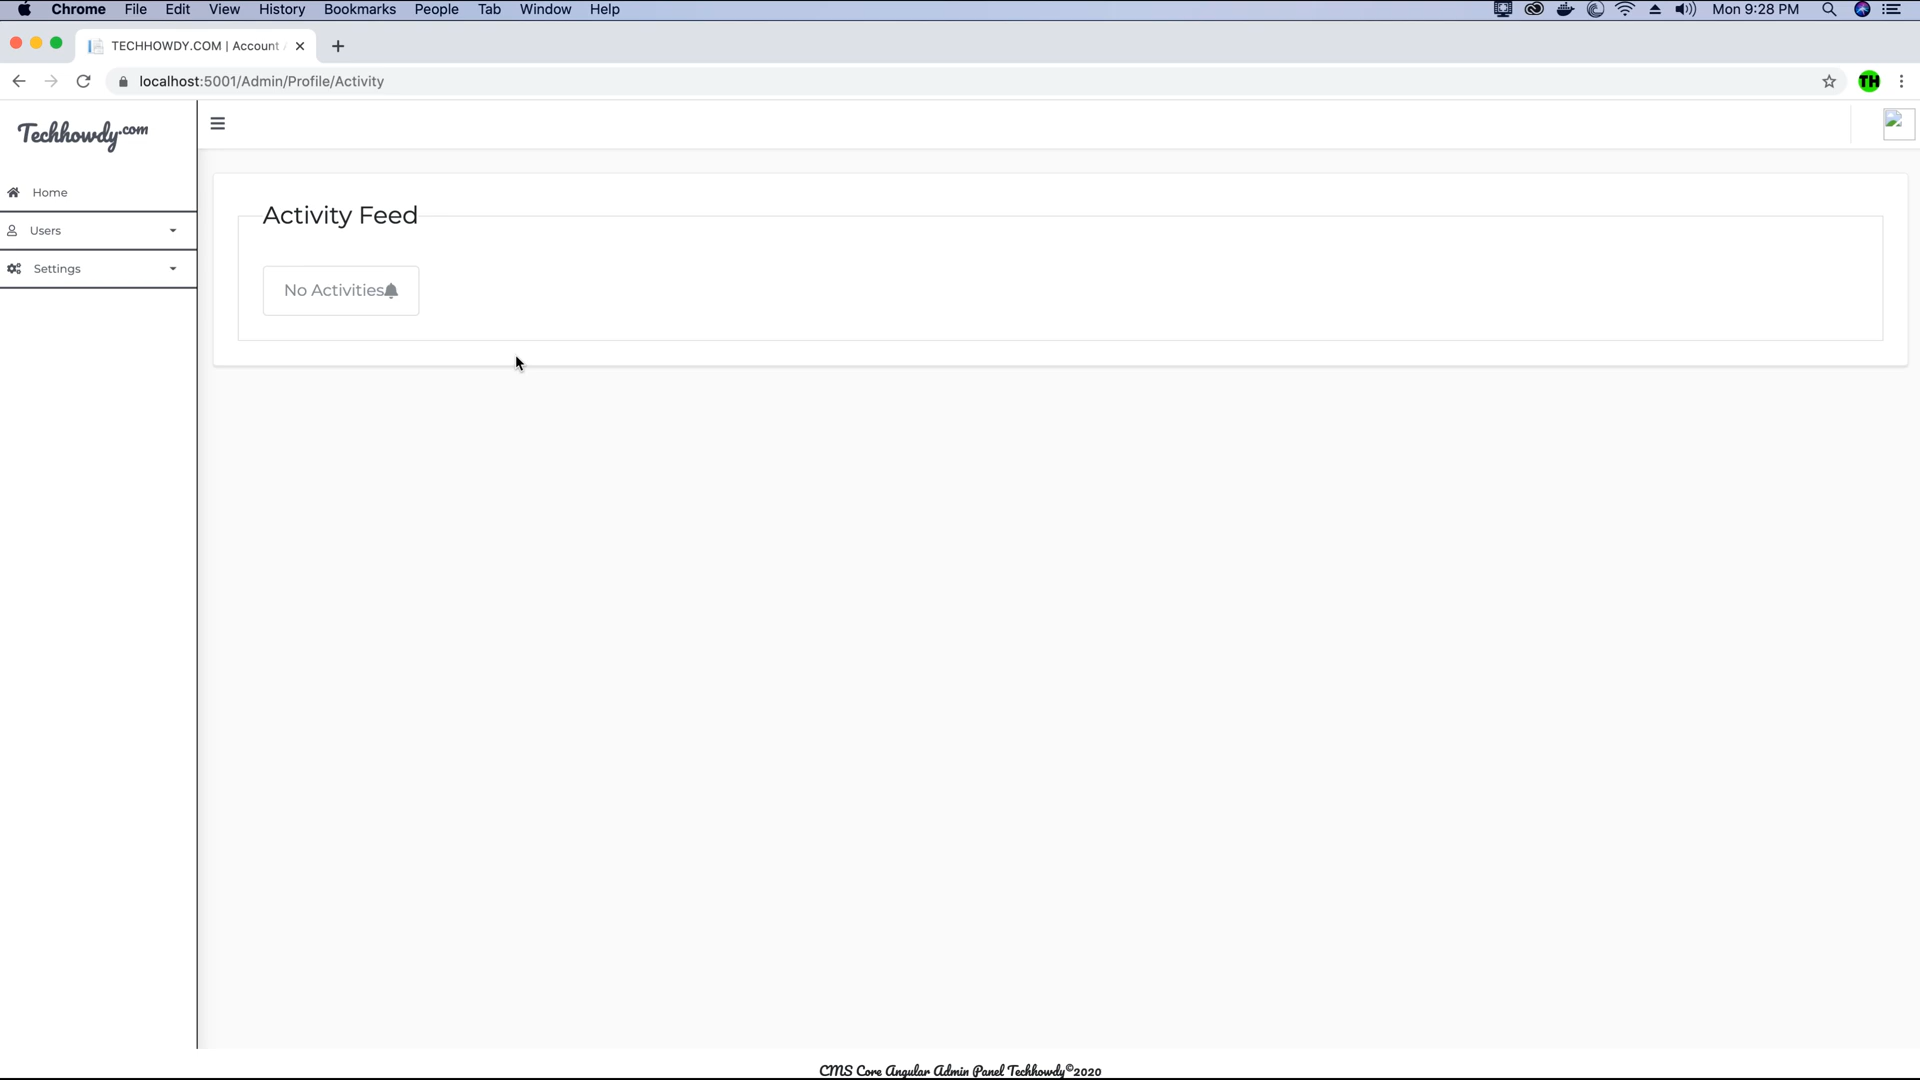 Chrome File Edit View History Bookmarks People Tab Window Help Mon 9:28 PM
TECHHOWDY.COM | Account
localhost:5001/Admin/Profile/Activity TH
Techhowdy.com
Home
Users
Settings
Activity Feed
No Activities
CMS Core Angular Admin Panel Techhowdy©2020